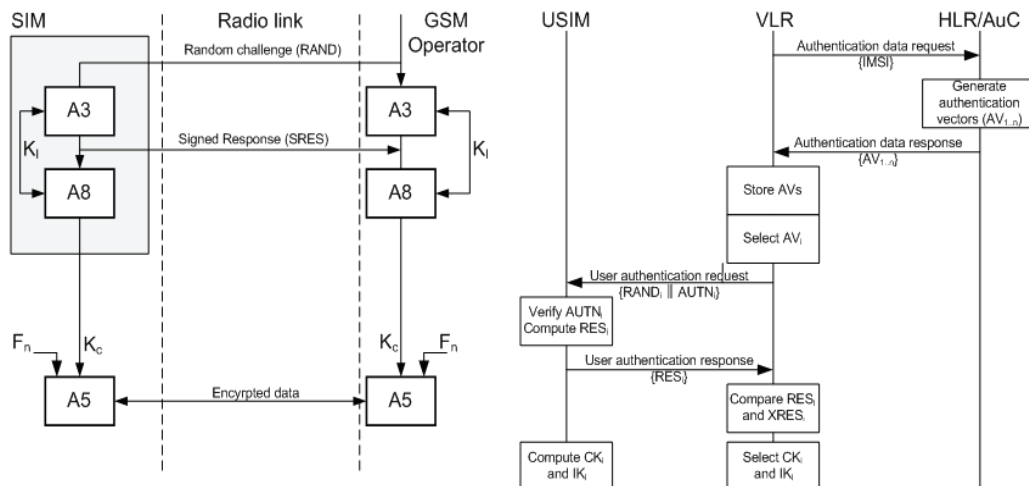 SIM
Radio link
GSM
Operator
Random challenge (RAND)
A3
A3
Signed Response (SRES)
KI
KI
A8
A8
Fn
Kc
Kc
Fn
A5
Encyrpted data
A5
USIM
VLR
HLR/AuC
Authentication data request
{IMSI}
Generate
authentication
vectors (AV1..n)
Authentication data response
{AV1..n}
Store AVs
Select AVi
User authentication request
{RANDi || AUTNi}
Verify AUTNi
Compute RESi
User authentication response
{RESi}
Compare RESi
and XRESi
Compute CKi
and IKi
Select CKi
and IKi